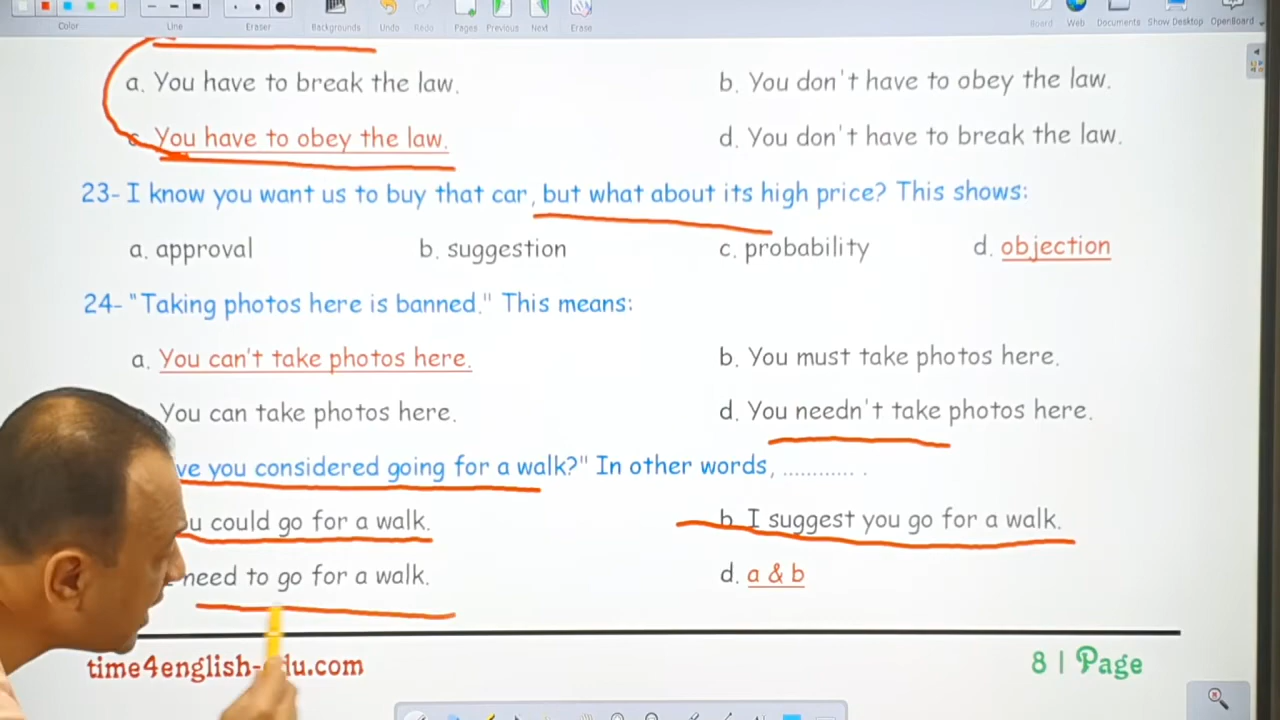 Color Line Eraser Backgrounds Undo Redo Pages Previous Next Erase Board Web Documents Show Desktop OpenBoard
a. You have to break the law. b. You don't have to obey the law.
c. You have to obey the law. d. You don't have to break the law.
23- I know you want us to buy that car, but what about its high price? This shows:
a. approval b. suggestion c. probability d. objection
24- "Taking photos here is banned." This means:
a. You can't take photos here. b. You must take photos here.
You can take photos here. d. You needn't take photos here.
ve you considered going for a walk?" In other words, ............ .
u could go for a walk. b. I suggest you go for a walk.
need to go for a walk. d. a & b
time4english-edu.com 8 | Page